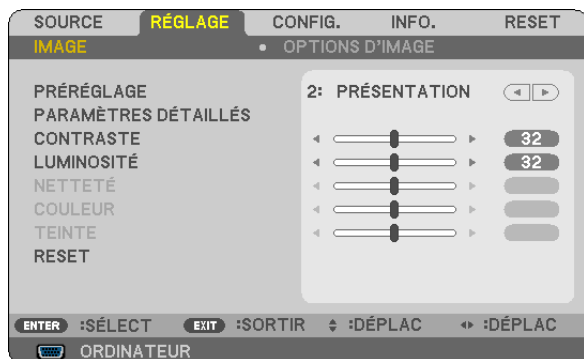 SOURCE RÉGLAGE CONFIG. INFO. RESET
IMAGE • OPTIONS D'IMAGE
PRÉRÉGLAGE 2: PRÉSENTATION
PARAMÈTRES DÉTAILLÉS
CONTRASTE 32
LUMINOSITÉ 32
NETTETÉ
COULEUR
TEINTE
RESET
ENTER :SÉLECT EXIT :SORTIR :DÉPLAC :DÉPLAC
ORDINATEUR